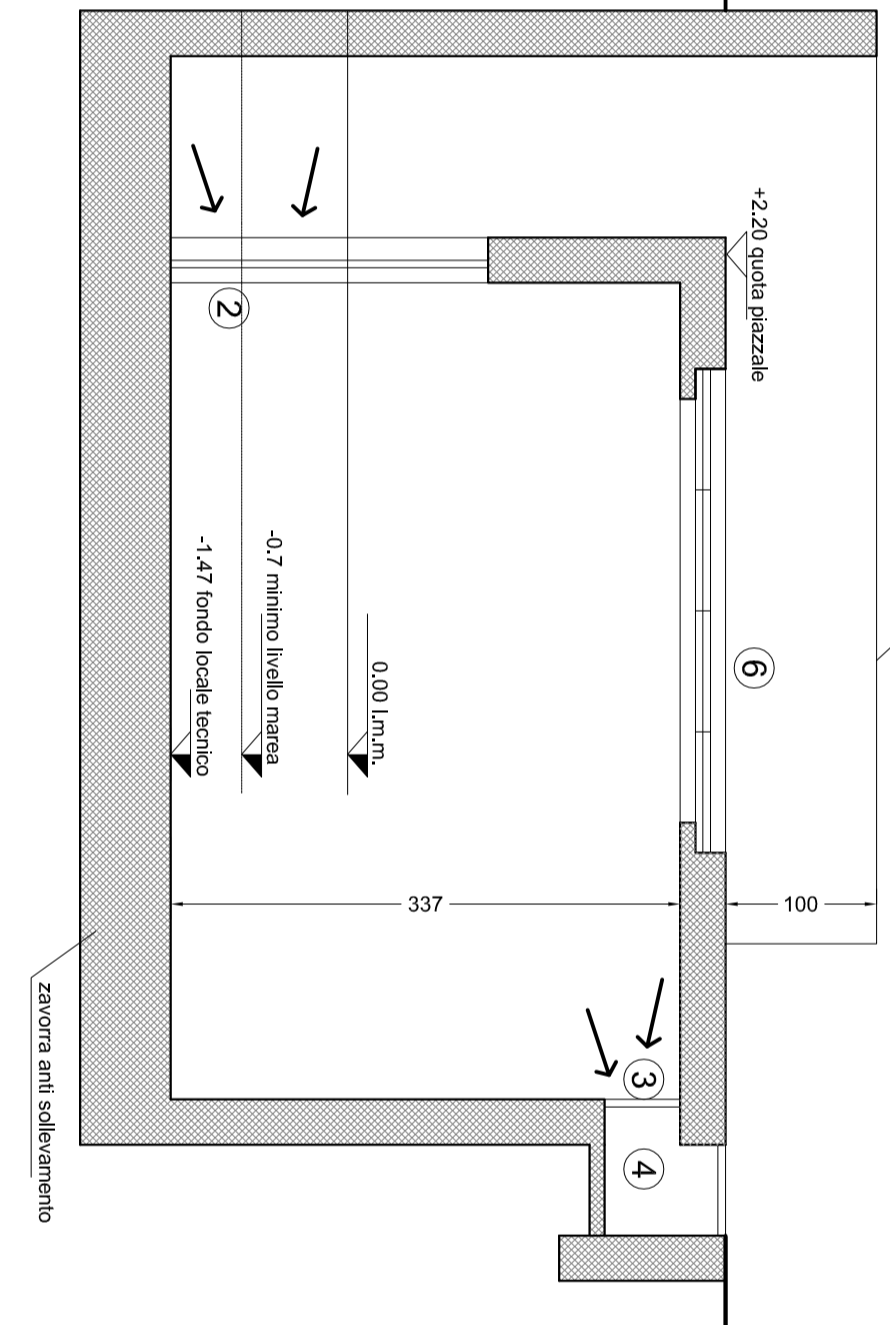 +2.20 quota piazzale
6
100
0.00 l.m.m.
-0.7 minimo livello marea
-1.47 fondo locale tecnico
337
2
3
4
zavorra anti sollevamento